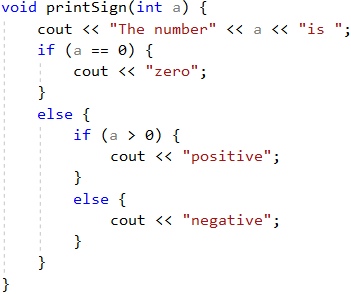 void printSign(int a) {
    cout << "The number" << a << "is ";
    if (a == 0) {
        cout << "zero";
    }
    else {
        if (a > 0) {
            cout << "positive";
        }
        else {
            cout << "negative";
        }
    }
}